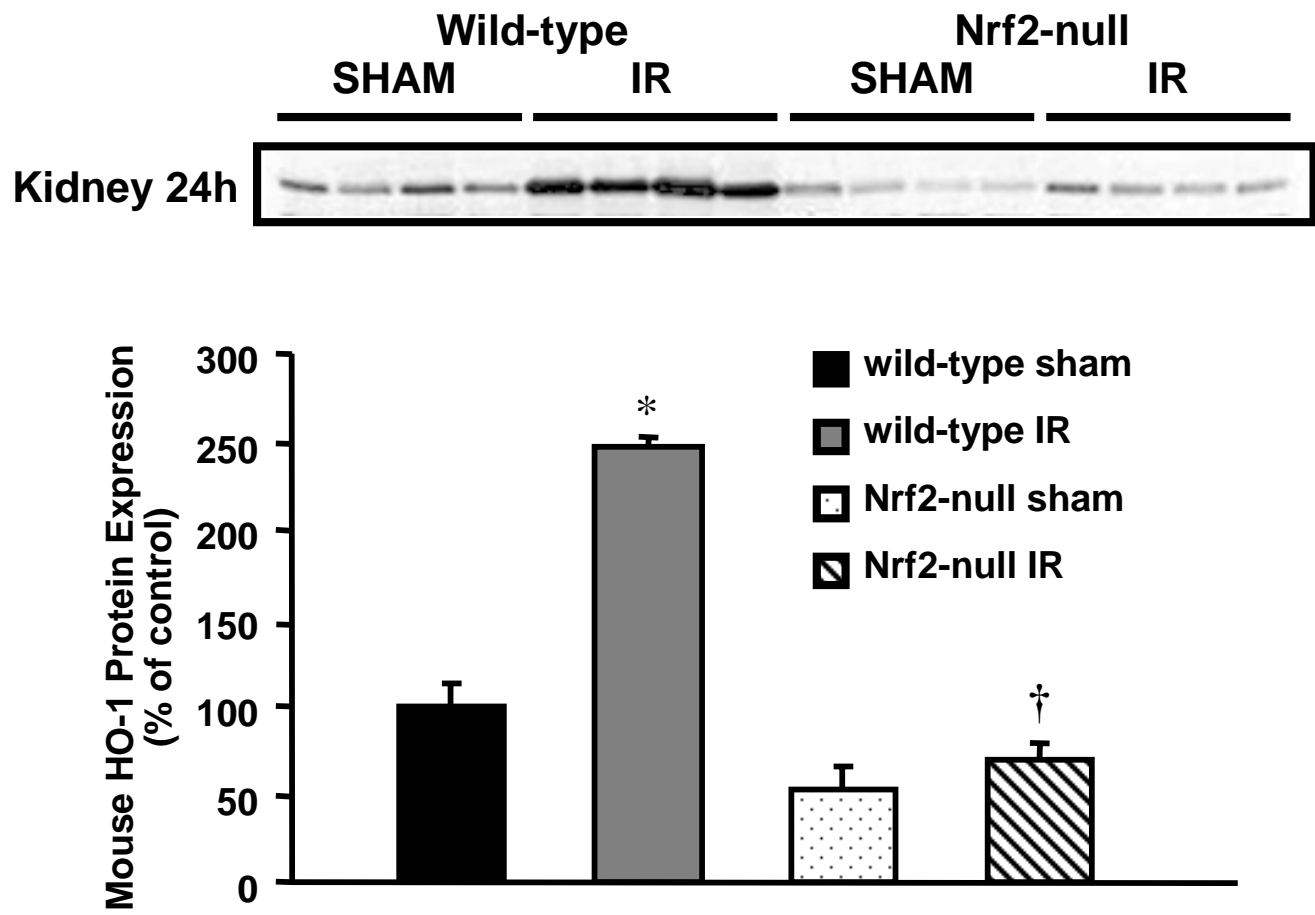 Wild-type Nrf2-null
SHAM IR SHAM IR
Kidney 24h
Mouse HO-1 Protein Expression
(% of control)
300
250
200
150
100
50
0
*
†
wild-type sham
wild-type IR
Nrf2-null sham
Nrf2-null IR